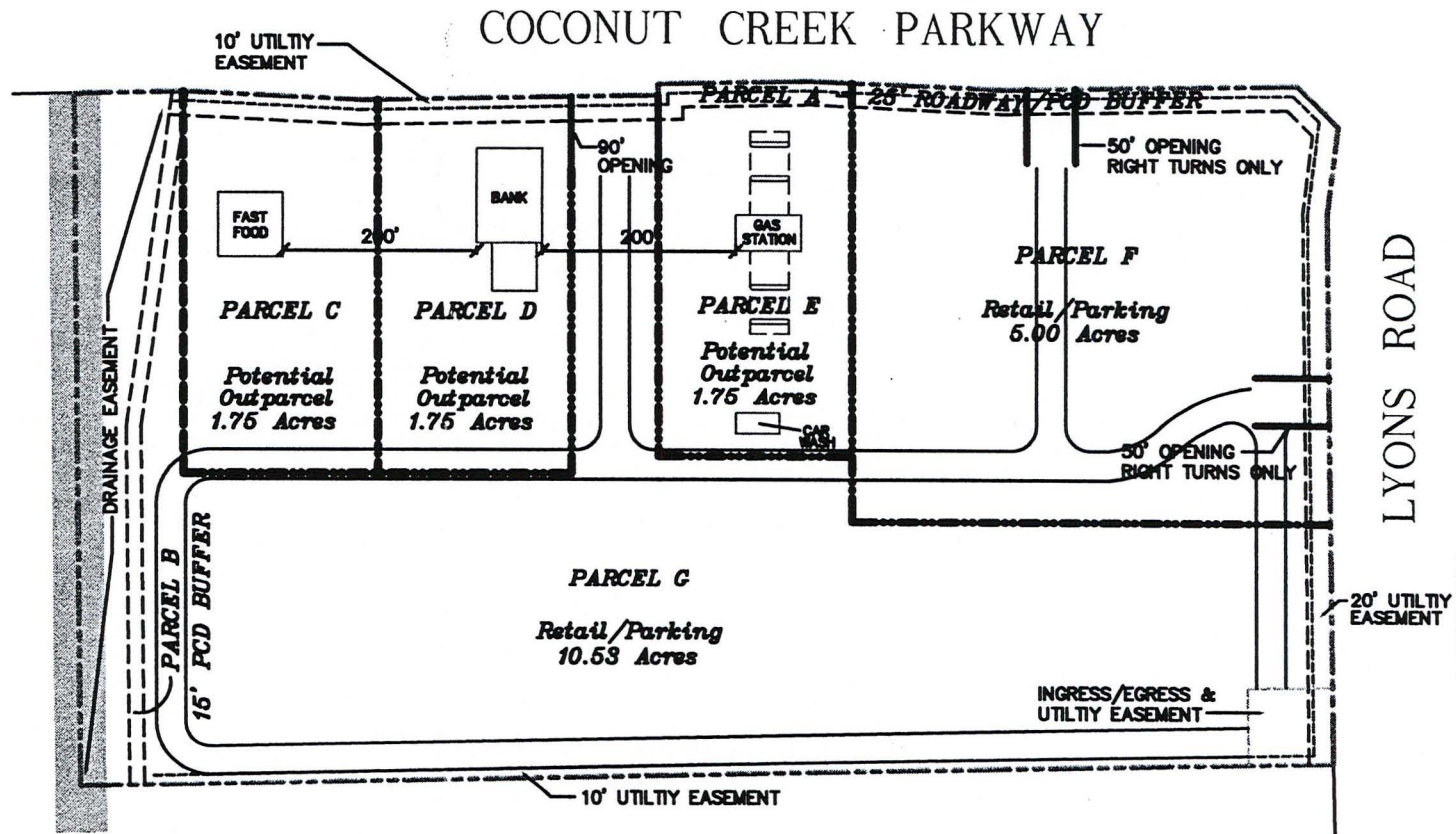 COCONUT CREEK PARKWAY
10' UTILTIY
EASEMENT
PARCEL A
25' ROADWAY/PCD BUFFER
90'
OPENING
50' OPENING
RIGHT TURNS ONLY
FAST
FOOD
BANK
GAS
STATION
200'
200'
PARCEL C
Potential
Outparcel
1.75 Acres
PARCEL D
Potential
Outparcel
1.75 Acres
PARCEL E
Potential
Outparcel
1.75 Acres
CAR
WASH
PARCEL F
Retail/Parking
5.00 Acres
LYONS ROAD
50' OPENING
RIGHT TURNS ONLY
DRAINAGE EASEMENT
PARCEL B
15' PCD BUFFER
PARCEL G
Retail/Parking
10.53 Acres
20' UTILTIY
EASEMENT
INGRESS/EGRESS &
UTILTIY EASEMENT
10' UTILTIY EASEMENT